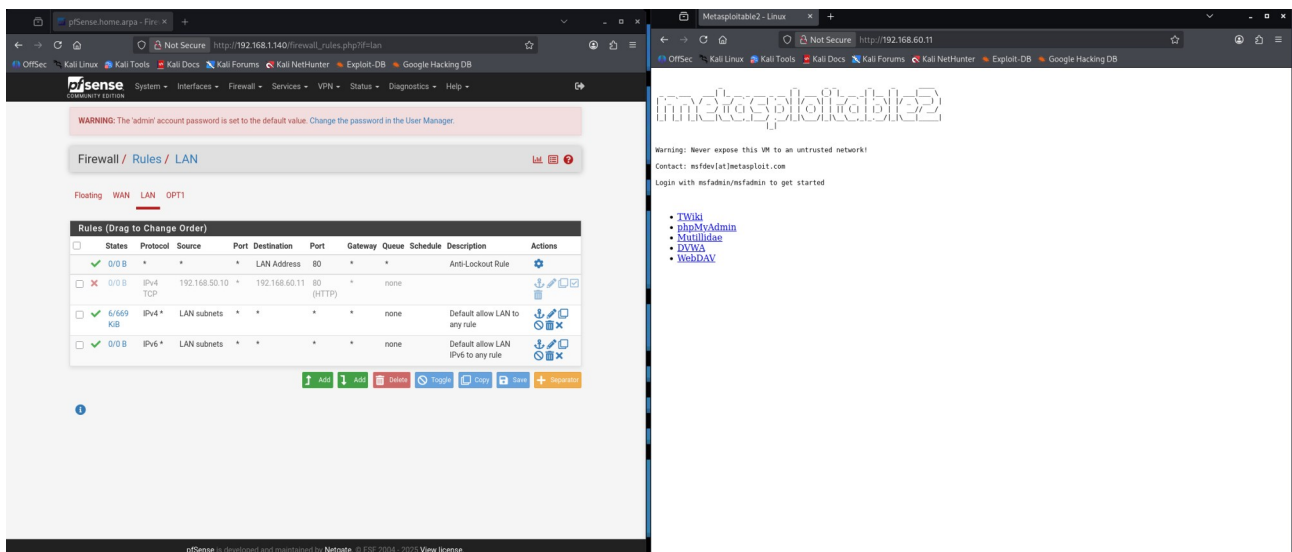 pfSense.home.arpa - Fire
Not Secure http://192.168.1.140/firewall_rules.php?if=lan
OffSec Kali Linux Kali Tools Kali Docs Kali Forums Kali NetHunter Exploit-DB Google Hacking DB
pfsense COMMUNITY EDITION System Interfaces Firewall Services VPN Status Diagnostics Help
WARNING: The 'admin' account password is set to the default value. Change the password in the User Manager.
Firewall / Rules / LAN
Floating WAN LAN OPT1
Rules (Drag to Change Order)
States Protocol Source Port Destination Port Gateway Queue Schedule Description Actions
0/0 B * * * LAN Address 80 * * Anti-Lockout Rule
0/0 B IPv4 TCP 192.168.50.10 * 192.168.60.11 80 (HTTP) * none
6/669 KiB IPv4 * LAN subnets * * * * none Default allow LAN to any rule
0/0 B IPv6 * LAN subnets * * * * none Default allow LAN IPv6 to any rule
Add Add Delete Toggle Copy Save Separator
pfSense is developed and maintained by Netgate. © ESF 2004 - 2025 View license.
Metasploitable2 - Linux
Not Secure http://192.168.60.11
OffSec Kali Linux Kali Tools Kali Docs Kali Forums Kali NetHunter Exploit-DB Google Hacking DB
metasploitable2
Warning: Never expose this VM to an untrusted network!
Contact: msfdev[at]metasploit.com
Login with msfadmin/msfadmin to get started
TWiki
phpMyAdmin
Mutillidae
DVWA
WebDAV